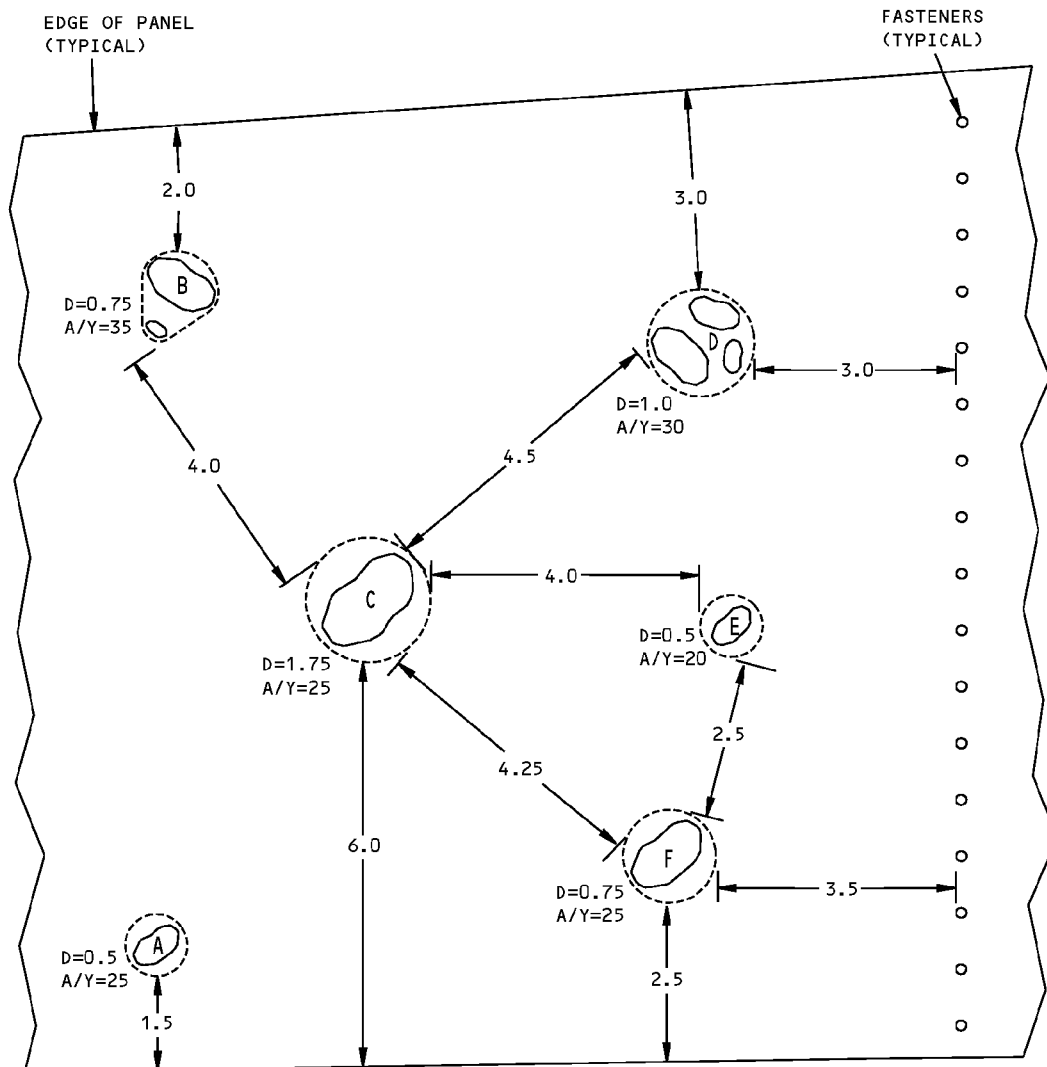 EDGE OF PANEL
(TYPICAL)
FASTENERS
(TYPICAL)
2.0
3.0
B
D=0.75
A/Y=35
D
3.0
D=1.0
A/Y=30
4.0
4.5
4.0
C
E
D=0.5
A/Y=20
D=1.75
A/Y=25
2.5
4.25
6.0
F
D=0.75
A/Y=25
3.5
A
D=0.5
A/Y=25
2.5
1.5